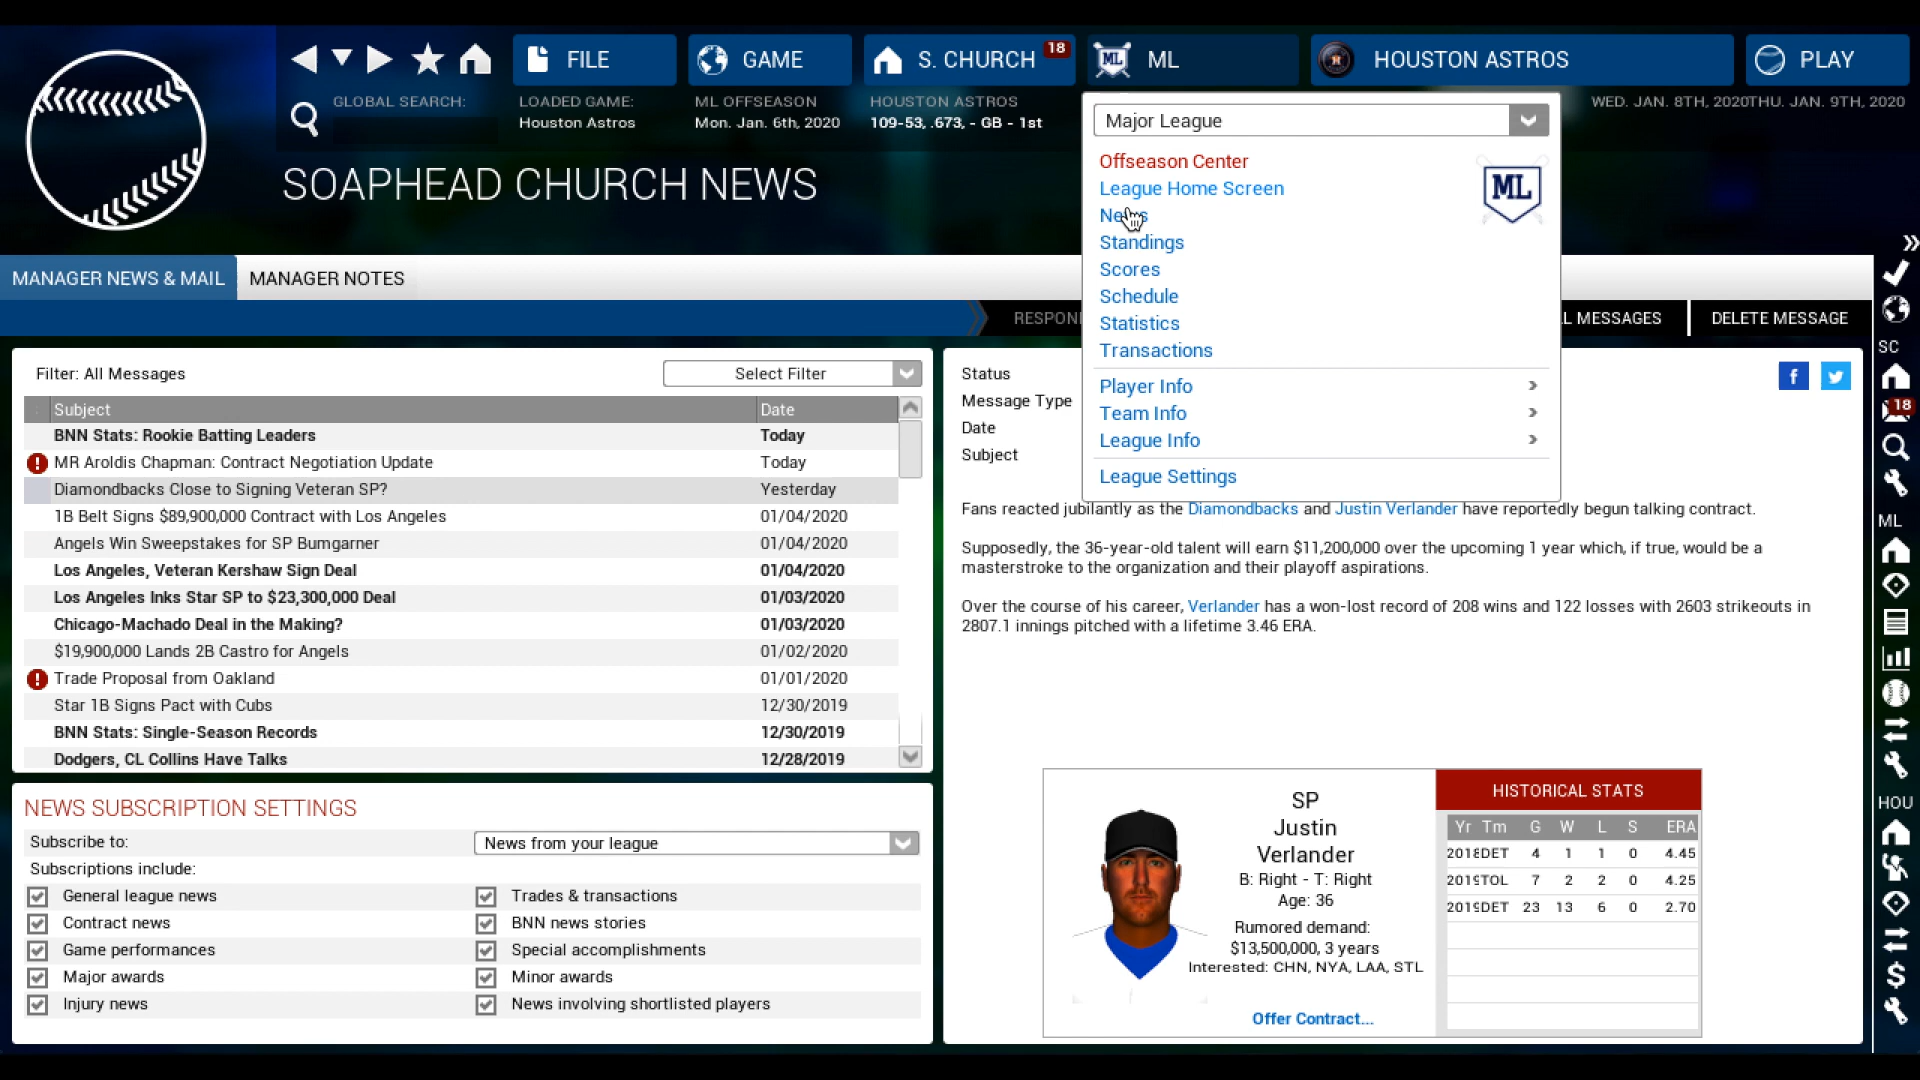 FILE
GAME
S. CHURCH
18
ML
ML
HOUSTON ASTROS
PLAY
GLOBAL SEARCH:
LOADED GAME:
Houston Astros
ML OFFSEASON
Mon. Jan. 6th, 2020
HOUSTON ASTROS
109-53, .673, - GB - 1st
WED. JAN. 8TH, 2020THU. JAN. 9TH, 2020
SOAPHEAD CHURCH NEWS
Major League
Offseason Center
League Home Screen
ML
News
Standings
Scores
Schedule
Statistics
Transactions
Player Info
Team Info
League Info
League Settings
MANAGER NEWS & MAIL
MANAGER NOTES
RESPON
L MESSAGES
DELETE MESSAGE
SC
18
ML
HOU
Filter: All Messages
Select Filter
Subject Date
BNN Stats: Rookie Batting Leaders Today
MR Aroldis Chapman: Contract Negotiation Update Today
Diamondbacks Close to Signing Veteran SP? Yesterday
1B Belt Signs $89,900,000 Contract with Los Angeles 01/04/2020
Angels Win Sweepstakes for SP Bumgarner 01/04/2020
Los Angeles, Veteran Kershaw Sign Deal 01/04/2020
Los Angeles Inks Star SP to $23,300,000 Deal 01/03/2020
Chicago-Machado Deal in the Making? 01/03/2020
$19,900,000 Lands 2B Castro for Angels 01/02/2020
Trade Proposal from Oakland 01/01/2020
Star 1B Signs Pact with Cubs 12/30/2019
BNN Stats: Single-Season Records 12/30/2019
Dodgers, CL Collins Have Talks 12/28/2019
NEWS SUBSCRIPTION SETTINGS
Subscribe to: News from your league
Subscriptions include:
General league news Trades & transactions
Contract news BNN news stories
Game performances Special accomplishments
Major awards Minor awards
Injury news News involving shortlisted players
Status
Message Type
Date
Subject
Fans reacted jubilantly as the Diamondbacks and Justin Verlander have reportedly begun talking contract.
Supposedly, the 36-year-old talent will earn $11,200,000 over the upcoming 1 year which, if true, would be a
masterstroke to the organization and their playoff aspirations.
Over the course of his career, Verlander has a won-lost record of 208 wins and 122 losses with 2603 strikeouts in
2807.1 innings pitched with a lifetime 3.46 ERA.
SP
Justin
Verlander
B: Right - T: Right
Age: 36
Rumored demand:
$13,500,000, 3 years
Interested: CHN, NYA, LAA, STL
Offer Contract...
HISTORICAL STATS
Yr Tm G W L S ERA
2018DET 4 1 1 0 4.45
2019TOL 7 2 2 0 4.25
2019DET 23 13 6 0 2.70